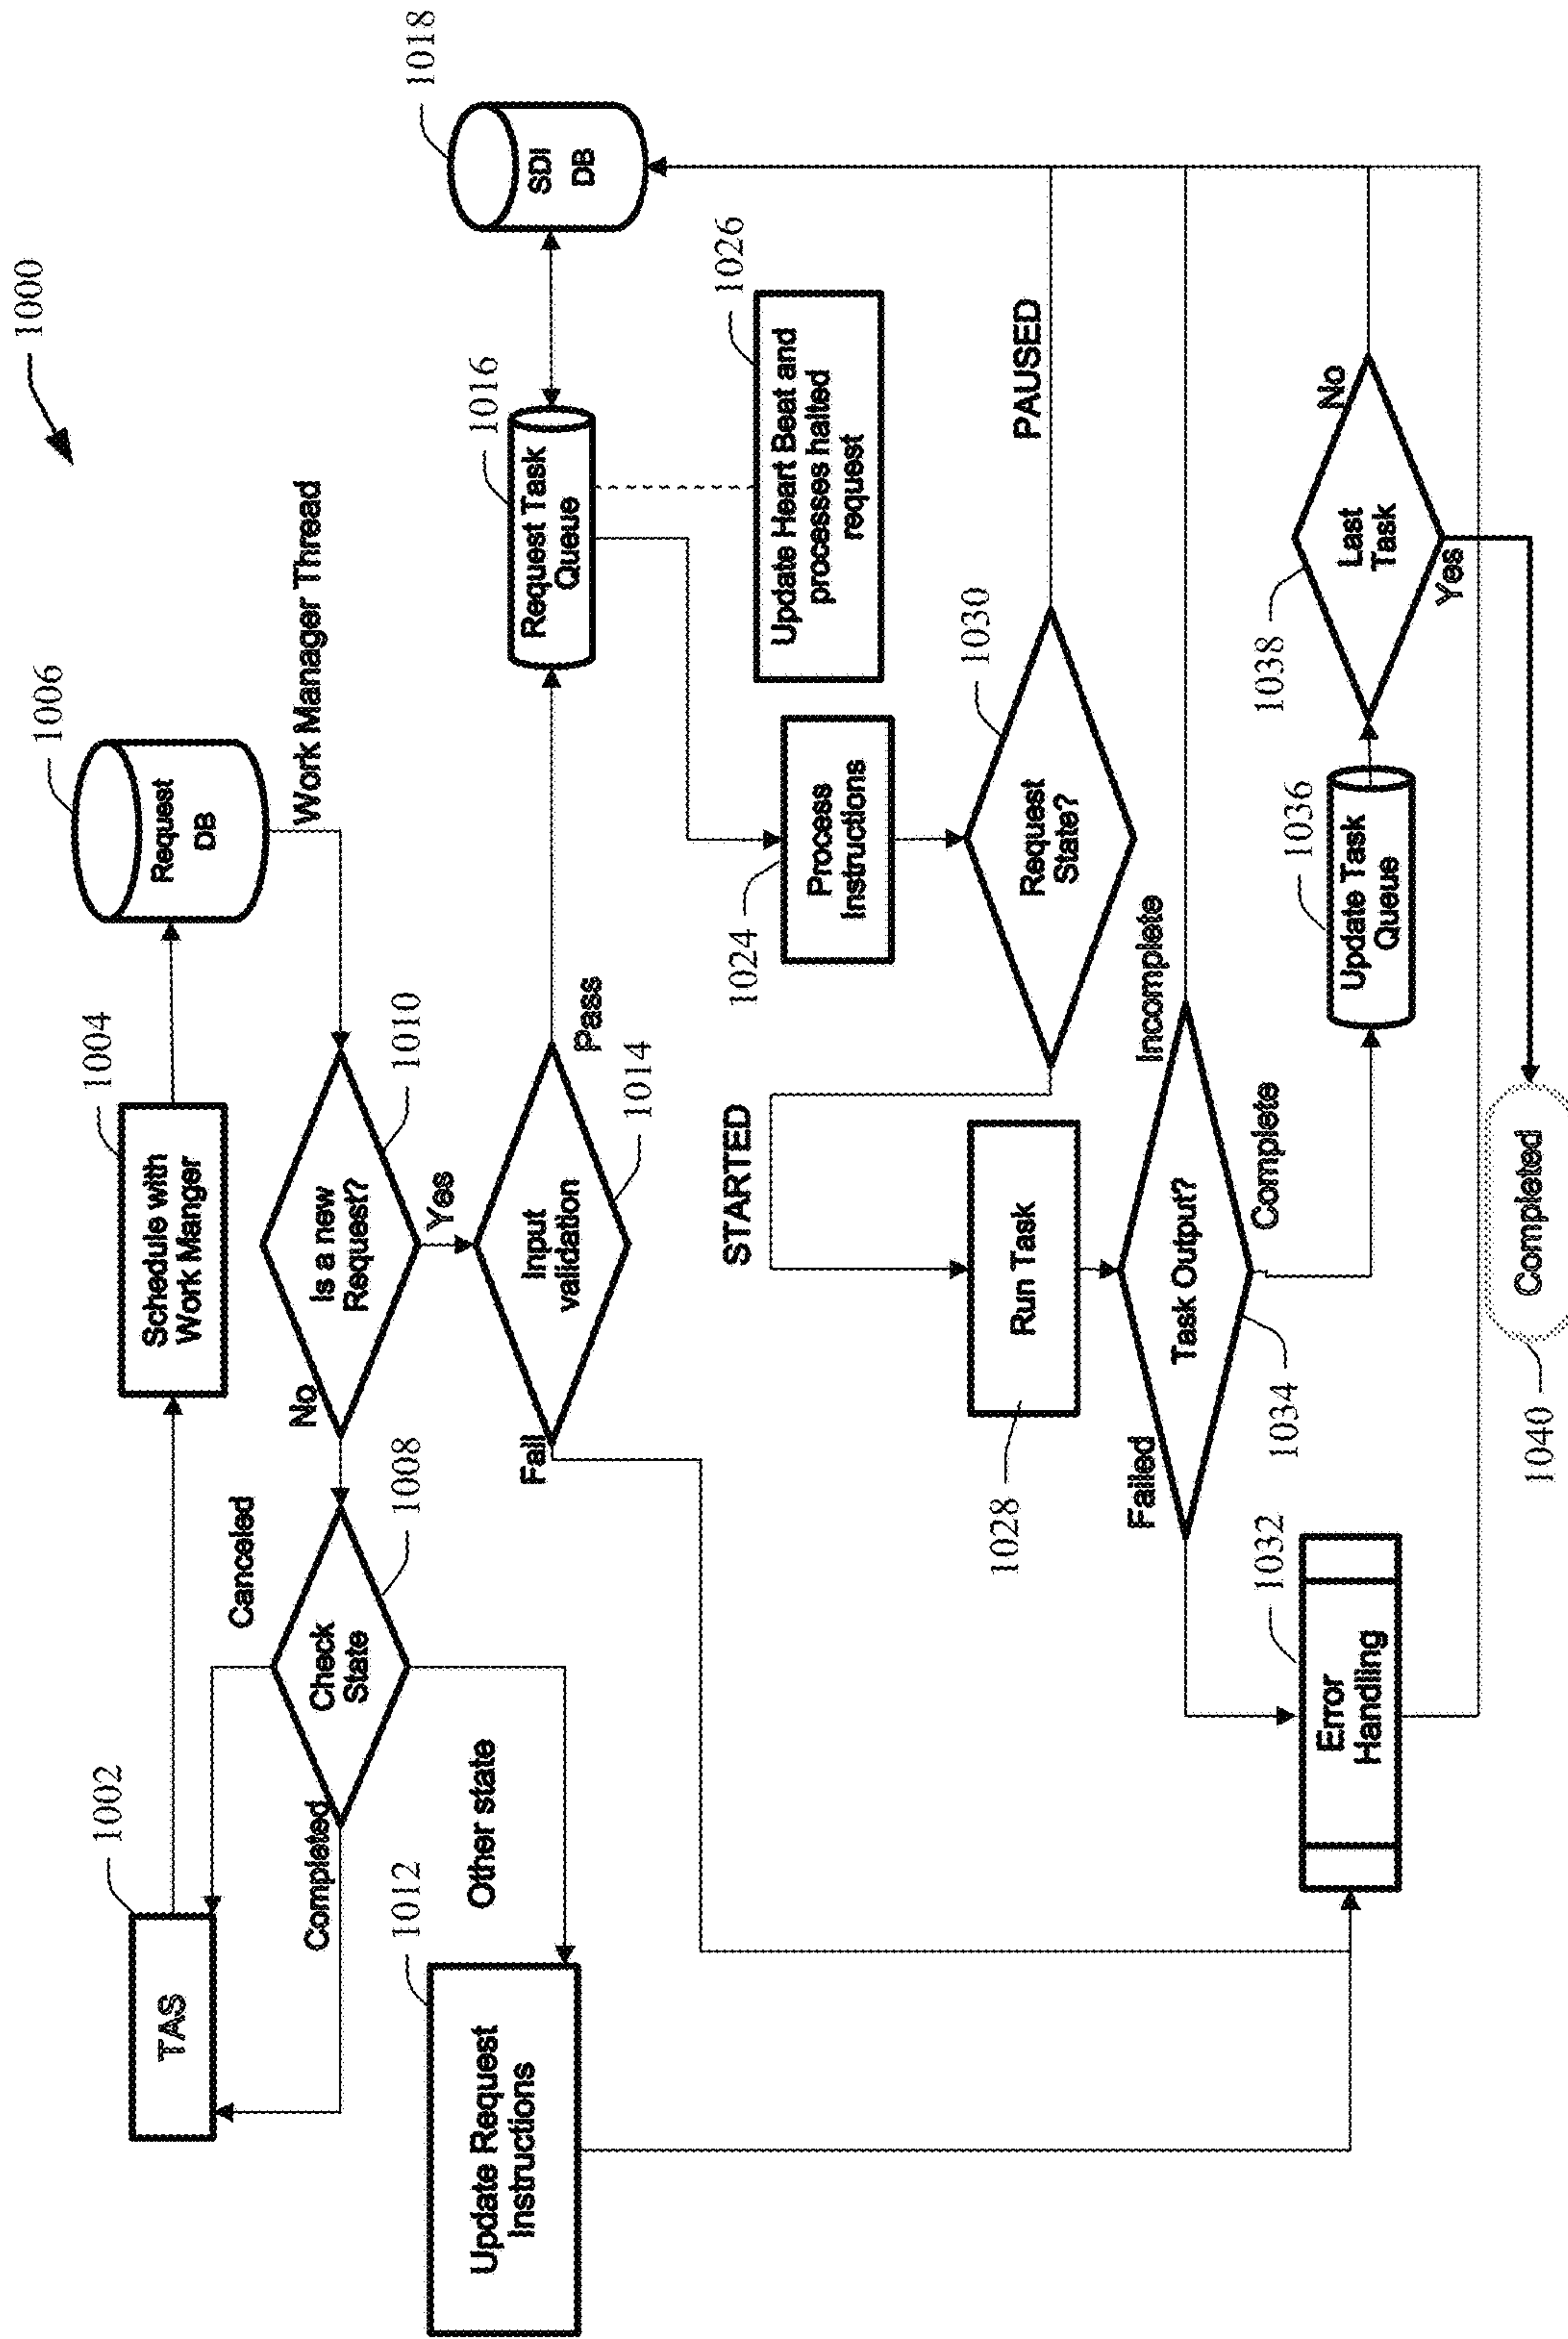 1000
1002
TAS
1004
Schedule with
Work Manger
1006
Request
DB
Work Manager Thread
Canceled
Completed
Check
State
1008
No
Is a new
Request?
1010
Yes
Other state
1012
Update Request
Instructions
Fail
Input
validation
1014
Pass
1016
Request Task
Queue
1018
SDI
DB
1026
Update Heart Beat and
processes halted
request
STARTED
1024
Process
Instructions
1030
Request
State?
PAUSED
1028
Run Task
Failed
Task Output?
1034
Incomplete
Complete
1032
Error
Handling
1036
Update Task
Queue
1038
Last
Task
No
Yes
1040
Completed